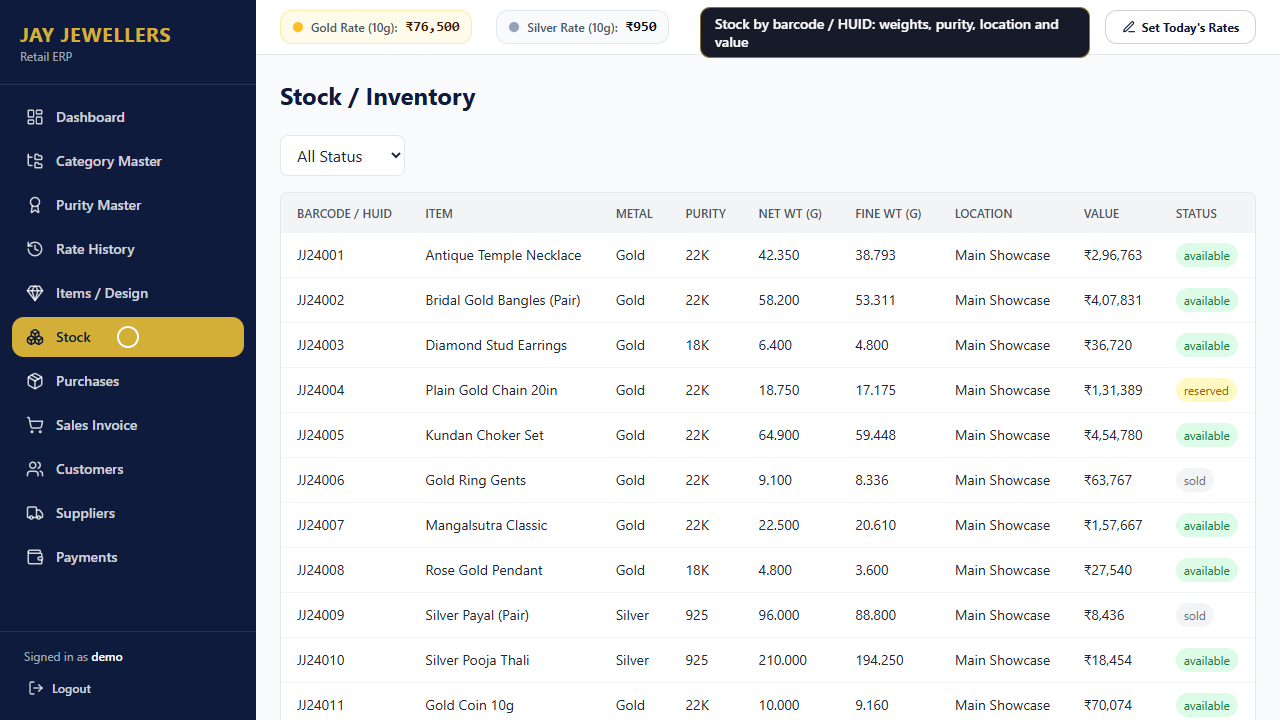 JAY JEWELLERS
Retail ERP
Dashboard
Category Master
Purity Master
Rate History
Items / Design
Stock
Purchases
Sales Invoice
Customers
Suppliers
Payments
Signed in as demo
Logout
Gold Rate (10g): ₹76,500
Silver Rate (10g): ₹950
Stock by barcode / HUID: weights, purity, location and
value
Set Today's Rates
Stock / Inventory
All Status
BARCODE / HUID ITEM METAL PURITY NET WT (G) FINE WT (G) LOCATION VALUE STATUS
JJ24001 Antique Temple Necklace Gold 22K 42.350 38.793 Main Showcase ₹2,96,763 available
JJ24002 Bridal Gold Bangles (Pair) Gold 22K 58.200 53.311 Main Showcase ₹4,07,831 available
JJ24003 Diamond Stud Earrings Gold 18K 6.400 4.800 Main Showcase ₹36,720 available
JJ24004 Plain Gold Chain 20in Gold 22K 18.750 17.175 Main Showcase ₹1,31,389 reserved
JJ24005 Kundan Choker Set Gold 22K 64.900 59.448 Main Showcase ₹4,54,780 available
JJ24006 Gold Ring Gents Gold 22K 9.100 8.336 Main Showcase ₹63,767 sold
JJ24007 Mangalsutra Classic Gold 22K 22.500 20.610 Main Showcase ₹1,57,667 available
JJ24008 Rose Gold Pendant Gold 18K 4.800 3.600 Main Showcase ₹27,540 available
JJ24009 Silver Payal (Pair) Silver 925 96.000 88.800 Main Showcase ₹8,436 sold
JJ24010 Silver Pooja Thali Silver 925 210.000 194.250 Main Showcase ₹18,454 available
JJ24011 Gold Coin 10g Gold 22K 10.000 9.160 Main Showcase ₹70,074 available